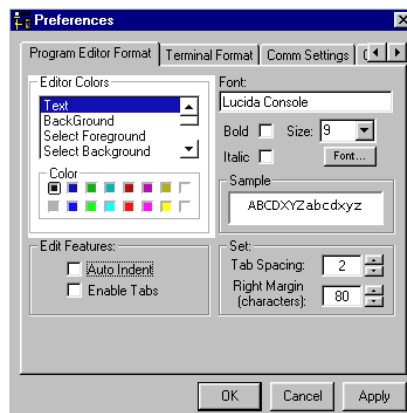 Preferences
Program Editor Format Terminal Format Comm Settings
Editor Colors
Text
BackGround
Select Foreground
Select Background
Color
Font:
Lucida Console
Bold Size: 9
Italic Font...
Sample
ABCDXYZabcdxyz
Edit Features:
Auto Indent
Enable Tabs
Set:
Tab Spacing: 2
Right Margin
(characters): 80
OK Cancel Apply